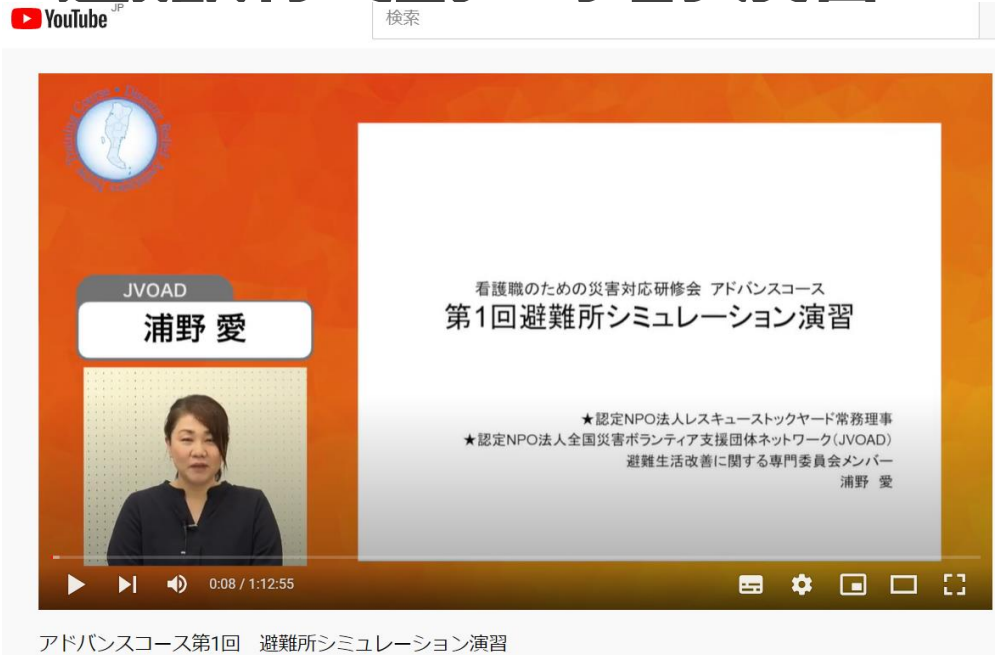 YouTube JP
検索
JVOAD
浦野 愛
看護職のための災害対応研修会 アドバンスコース
第1回避難所シミュレーション演習
★認定NPO法人レスキューストックヤード常務理事
★認定NPO法人全国災害ボランティア支援団体ネットワーク(JVOAD)
避難生活改善に関する専門委員会メンバー
浦野 愛
0:08 / 1:12:55
アドバンスコース第1回 避難所シミュレーション演習